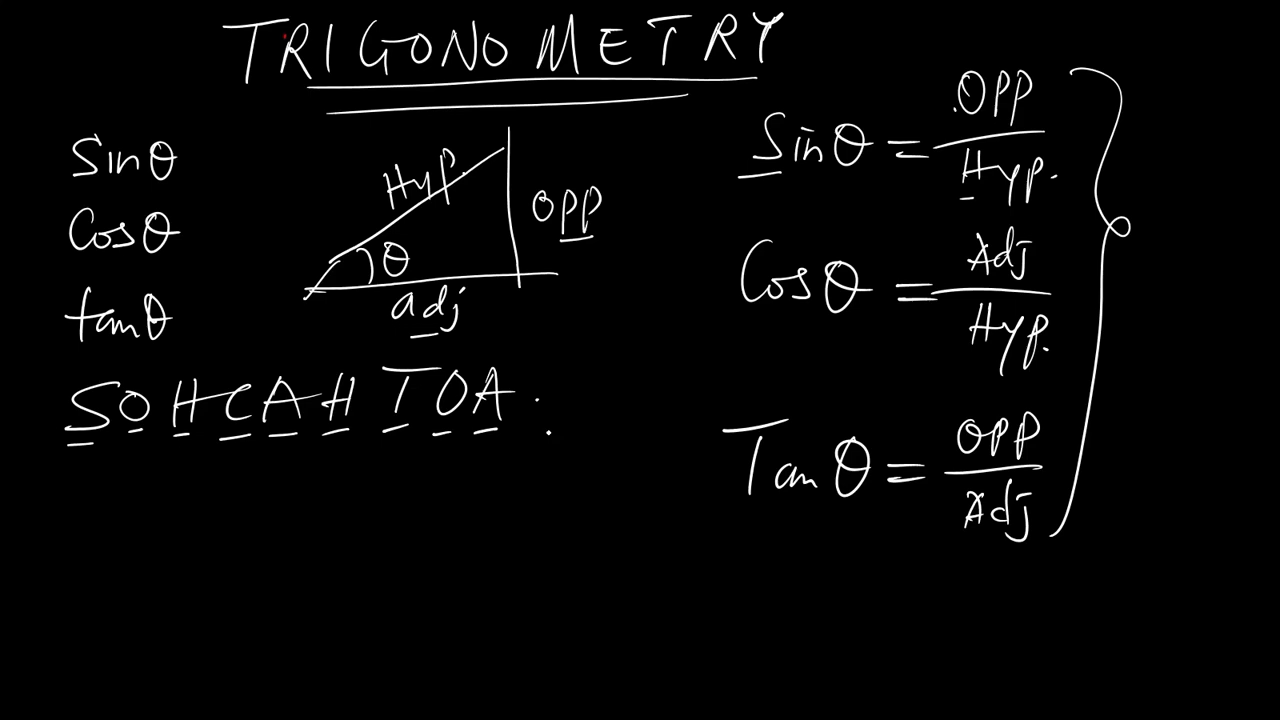 TRIGONOMETRY
Sinθ
Cosθ
tanθ
Hyp.
OPP
θ
adj
SOHCAHTOA:
Sinθ = OPP / Hyp.
Cosθ = Adj / Hyp.
Tanθ = OPP / Adj